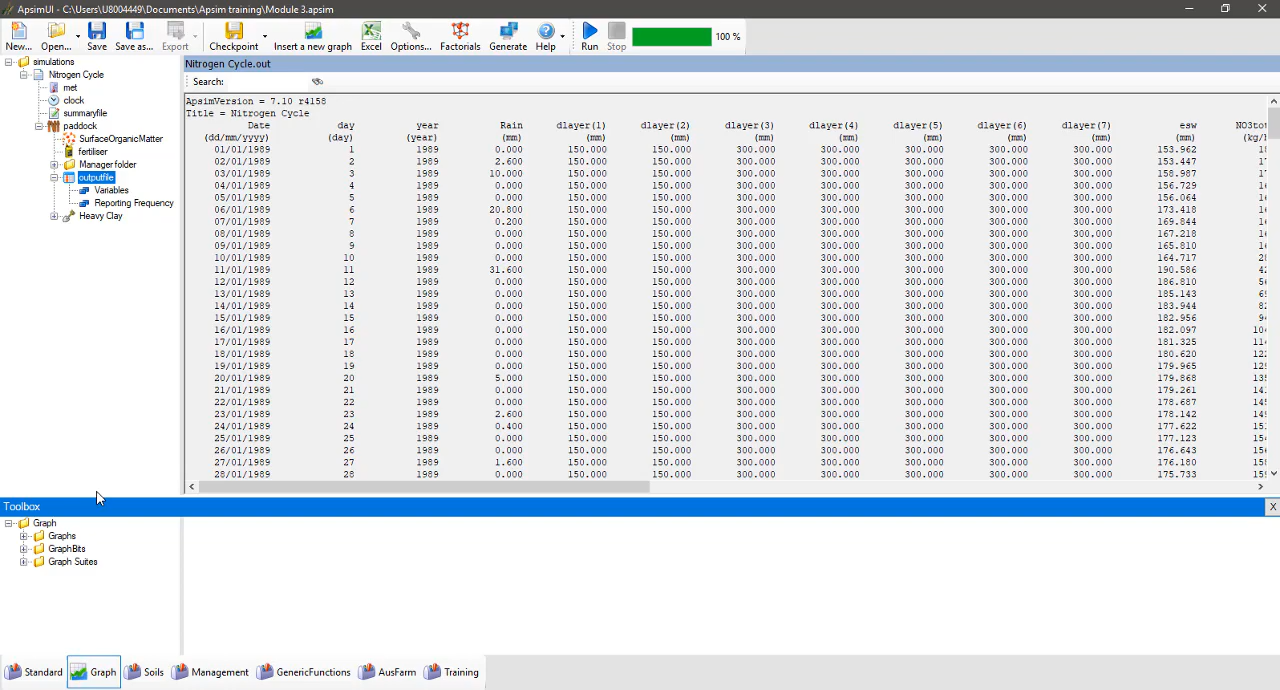 ApsimUI - C:\Users\U8004449\Documents\Apsim training\Module 3.apsim
New... Open... Save Save as... Export Checkpoint Insert a new graph Excel Options... Factorials Generate Help Run Stop 100 %
simulations
Nitrogen Cycle
met
clock
summaryfile
paddock
SurfaceOrganicMatter
fertiliser
Manager folder
outputfile
Variables
Reporting Frequency
Heavy Clay
Nitrogen Cycle.out
Search:
ApsimVersion = 7.10 r4158
Title = Nitrogen Cycle
Date day year Rain dlayer(1) dlayer(2) dlayer(3) dlayer(4) dlayer(5) dlayer(6) dlayer(7) esw
(dd/mm/yyyy) (day) (year) (mm) (mm) (mm) (mm) (mm) (mm) (mm) (mm) (mm)
01/01/1989 1 1989 0.000 150.000 150.000 300.000 300.000 300.000 300.000 300.000 153.962
02/01/1989 2 1989 2.000 150.000 150.000 300.000 300.000 300.000 300.000 300.000 153.447
03/01/1989 3 1989 10.000 150.000 150.000 300.000 300.000 300.000 300.000 300.000 158.987
04/01/1989 4 1989 0.000 150.000 150.000 300.000 300.000 300.000 300.000 300.000 156.729
05/01/1989 5 1989 0.000 150.000 150.000 300.000 300.000 300.000 300.000 300.000 156.064
06/01/1989 6 1989 20.800 150.000 150.000 300.000 300.000 300.000 300.000 300.000 173.418
07/01/1989 7 1989 0.200 150.000 150.000 300.000 300.000 300.000 300.000 300.000 169.844
08/01/1989 8 1989 0.000 150.000 150.000 300.000 300.000 300.000 300.000 300.000 167.218
09/01/1989 9 1989 0.000 150.000 150.000 300.000 300.000 300.000 300.000 300.000 165.810
10/01/1989 10 1989 0.000 150.000 150.000 300.000 300.000 300.000 300.000 300.000 164.717
11/01/1989 11 1989 31.600 150.000 150.000 300.000 300.000 300.000 300.000 300.000 190.586
12/01/1989 12 1989 0.000 150.000 150.000 300.000 300.000 300.000 300.000 300.000 186.810
13/01/1989 13 1989 0.000 150.000 150.000 300.000 300.000 300.000 300.000 300.000 185.143
14/01/1989 14 1989 0.000 150.000 150.000 300.000 300.000 300.000 300.000 300.000 183.944
15/01/1989 15 1989 0.000 150.000 150.000 300.000 300.000 300.000 300.000 300.000 182.956
16/01/1989 16 1989 0.000 150.000 150.000 300.000 300.000 300.000 300.000 300.000 182.097
17/01/1989 17 1989 0.000 150.000 150.000 300.000 300.000 300.000 300.000 300.000 181.325
18/01/1989 18 1989 0.000 150.000 150.000 300.000 300.000 300.000 300.000 300.000 180.620
19/01/1989 19 1989 0.000 150.000 150.000 300.000 300.000 300.000 300.000 300.000 179.965
20/01/1989 20 1989 5.000 150.000 150.000 300.000 300.000 300.000 300.000 300.000 179.868
21/01/1989 21 1989 0.000 150.000 150.000 300.000 300.000 300.000 300.000 300.000 179.261
22/01/1989 22 1989 0.000 150.000 150.000 300.000 300.000 300.000 300.000 300.000 178.687
23/01/1989 23 1989 2.600 150.000 150.000 300.000 300.000 300.000 300.000 300.000 178.142
24/01/1989 24 1989 0.400 150.000 150.000 300.000 300.000 300.000 300.000 300.000 177.622
25/01/1989 25 1989 0.000 150.000 150.000 300.000 300.000 300.000 300.000 300.000 177.123
26/01/1989 26 1989 0.000 150.000 150.000 300.000 300.000 300.000 300.000 300.000 176.643
27/01/1989 27 1989 1.600 150.000 150.000 300.000 300.000 300.000 300.000 300.000 176.180
28/01/1989 28 1989 0.000 150.000 150.000 300.000 300.000 300.000 300.000 300.000 175.733
Toolbox X
Graph
Graphs
GraphBits
Graph Suites
Standard Graph Soils Management GenericFunctions AusFarm Training